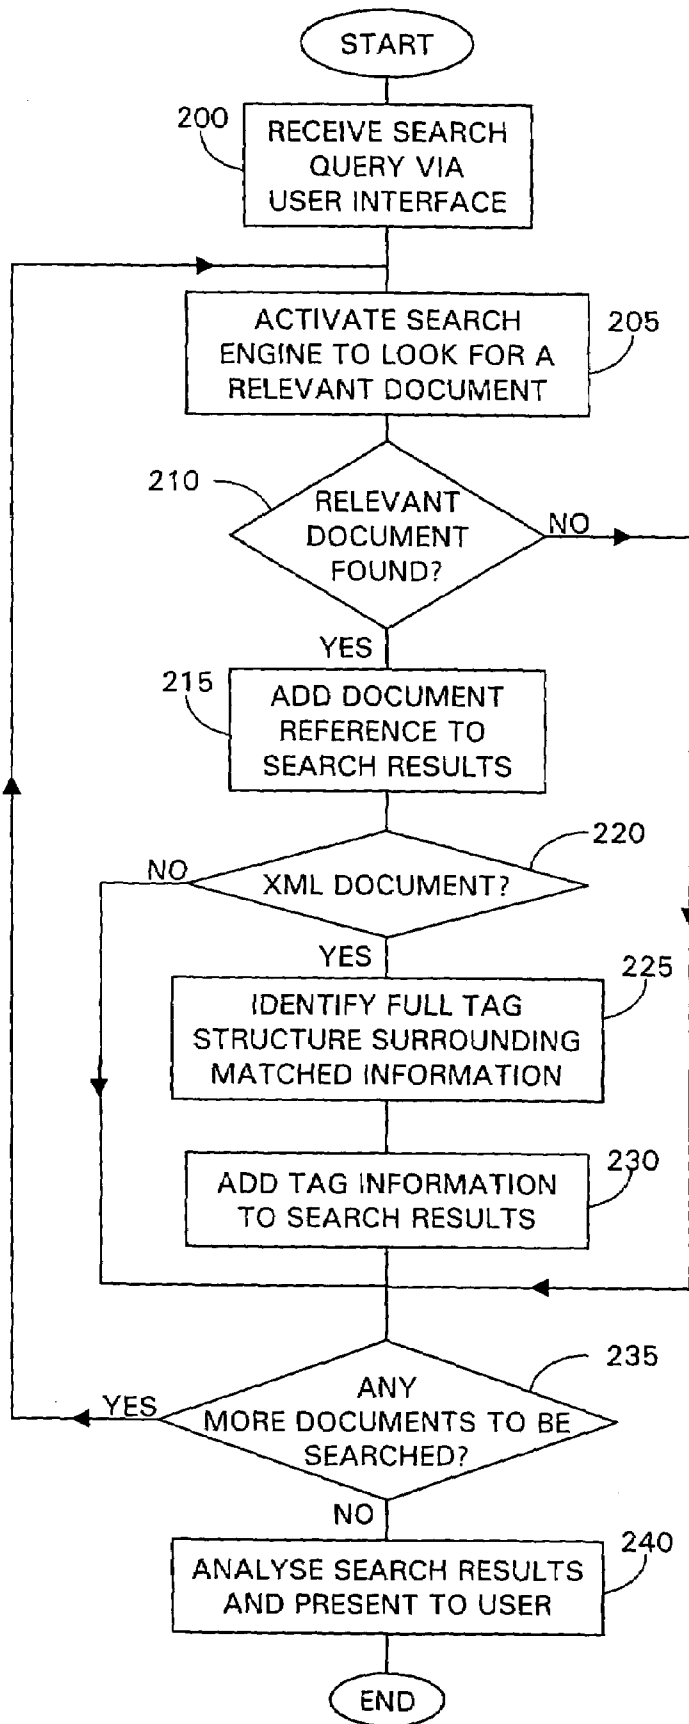 START
200
RECEIVE SEARCH
QUERY VIA
USER INTERFACE
ACTIVATE SEARCH
ENGINE TO LOOK FOR A
RELEVANT DOCUMENT
205
210
RELEVANT
DOCUMENT
FOUND?
NO
YES
215
ADD DOCUMENT
REFERENCE TO
SEARCH RESULTS
220
NO
XML DOCUMENT?
YES
225
IDENTIFY FULL TAG
STRUCTURE SURROUNDING
MATCHED INFORMATION
230
ADD TAG INFORMATION
TO SEARCH RESULTS
235
ANY
MORE DOCUMENTS TO BE
SEARCHED?
YES
NO
240
ANALYSE SEARCH RESULTS
AND PRESENT TO USER
END